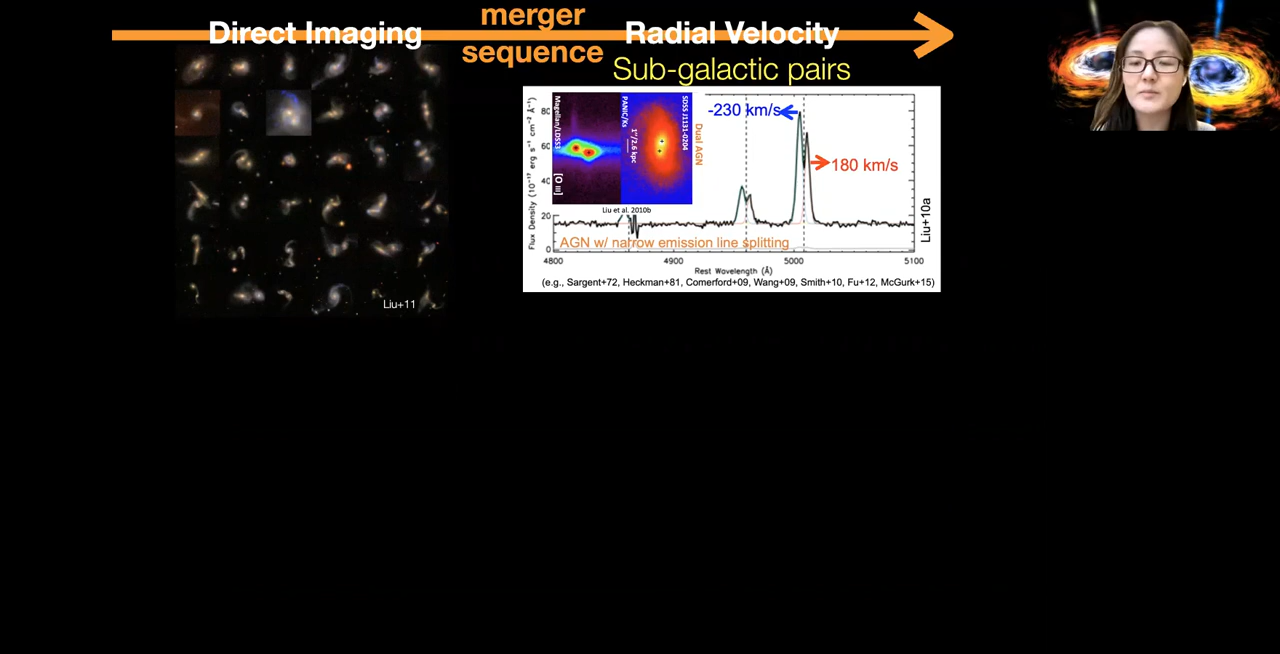 Direct Imaging
merger
sequence
Radial Velocity
Sub-galactic pairs
Liu+11
Flux Density (10⁻¹⁷ erg s⁻¹ cm⁻² Å⁻¹)
80
60
40
20
0
Magellan/LDSS3
[O III]
PANIC/Ks
1"/2.6 kpc
SDSS J1131-0204
Dual AGN
Liu et al. 2010b
-230 km/s
180 km/s
AGN w/ narrow emission line splitting
Liu+10a
4800
4900
5000
5100
Rest Wavelength (Å)
(e.g., Sargent+72, Heckman+81, Comerford+09, Wang+09, Smith+10, Fu+12, McGurk+15)